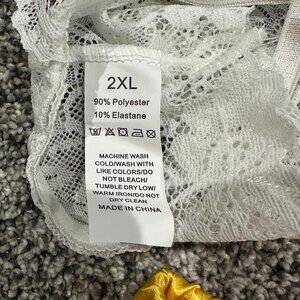 2XL
90% Polyester
10% Elastane
MACHINE WASH
COLD/WASH WITH
LIKE COLORS/DO
NOT BLEACH/
TUMBLE DRY LOW/
WARM IRON/DO NOT
DRY CLEAN
MADE IN CHINA